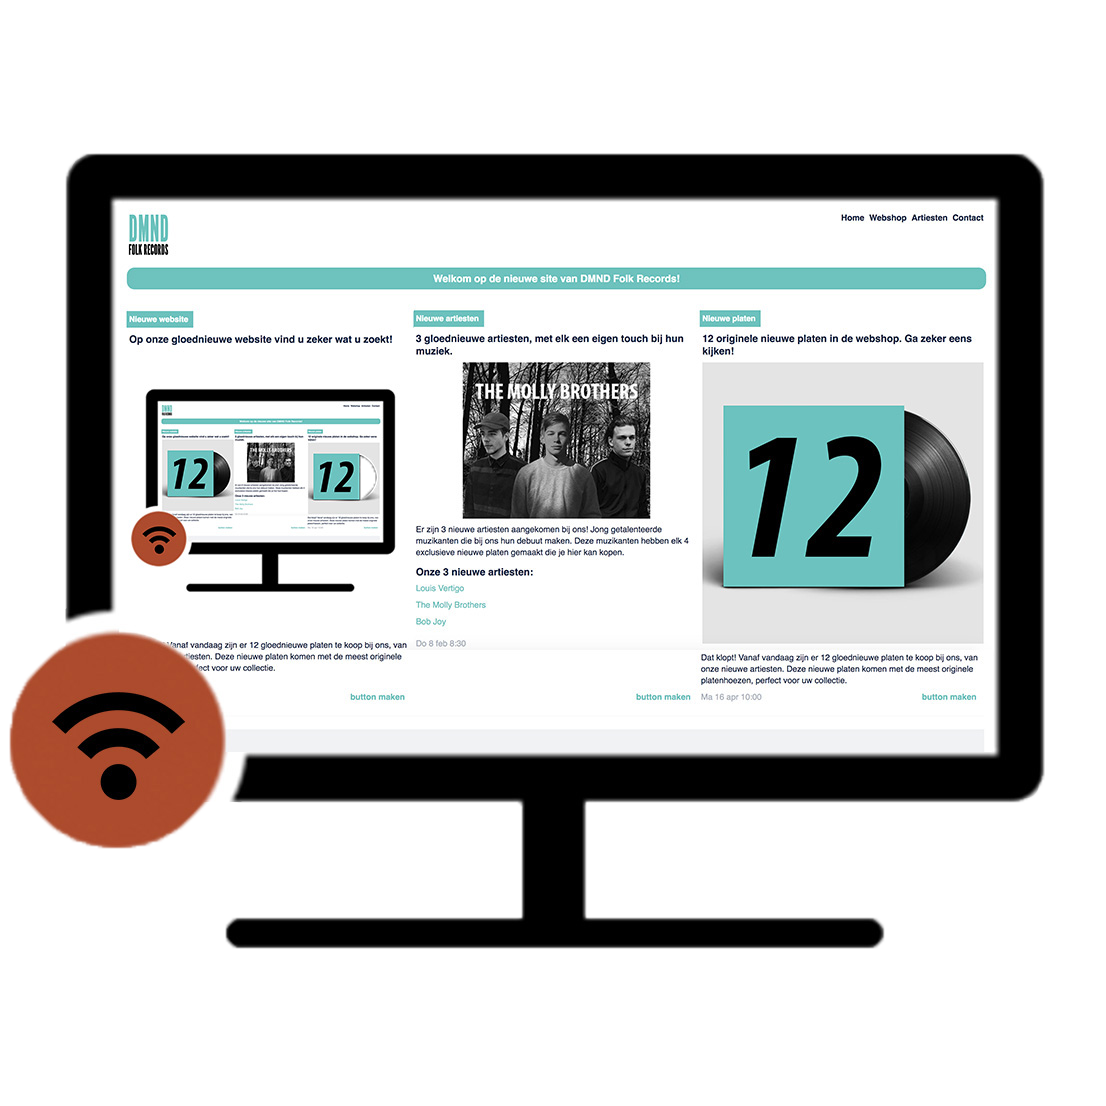 DMND
FOLK RECORDS
Home Webshop Artiesten Contact
Welkom op de nieuwe site van DMND Folk Records!
Nieuwe website
Op onze gloednieuwe website vind u zeker wat u zoekt!
12
12
Vanaf vandaag zijn er 12 gloednieuwe platen te koop bij ons, van
Deze nieuwe platen komen met de meest originele
voor uw collectie.
button maken
Nieuwe artiesten
3 gloednieuwe artiesten, met elk een eigen touch bij hun
muziek.
THE MOLLY BROTHERS
Er zijn 3 nieuwe artiesten aangekomen bij ons! Jong getalenteerde
muzikanten die bij ons hun debuut maken. Deze muzikanten hebben elk 4
exclusieve nieuwe platen gemaakt die je hier kan kopen.
Onze 3 nieuwe artiesten:
Louis Vertigo
The Molly Brothers
Bob Joy
Do 8 feb 8:30
button maken
Nieuwe platen
12 originele nieuwe platen in de webshop. Ga zeker eens
kijken!
12
Dat klopt! Vanaf vandaag zijn er 12 gloednieuwe platen te koop bij ons, van
onze nieuwe artiesten. Deze nieuwe platen komen met de meest originele
platenhoezen, perfect voor uw collectie.
Ma 16 apr 10:00
button maken